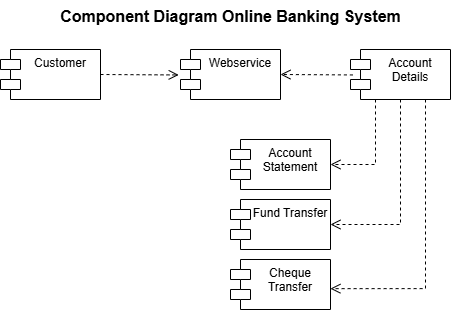 Component Diagram Online Banking System
Customer
Webservice
Account
Details
Account
Statement
Fund Transfer
Cheque
Transfer